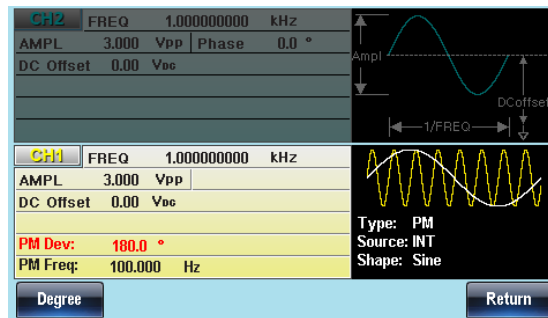 CH2 FREQ 1.000000000 kHz
AMPL 3.000 Vpp Phase 0.0 °
DC Offset 0.00 VDC
Ampl
DCoffset
1/FREQ
CH1 FREQ 1.000000000 kHz
AMPL 3.000 Vpp
DC Offset 0.00 VDC
PM Dev: 180.0 °
PM Freq: 100.000 Hz
Type: PM
Source: INT
Shape: Sine
Degree Return